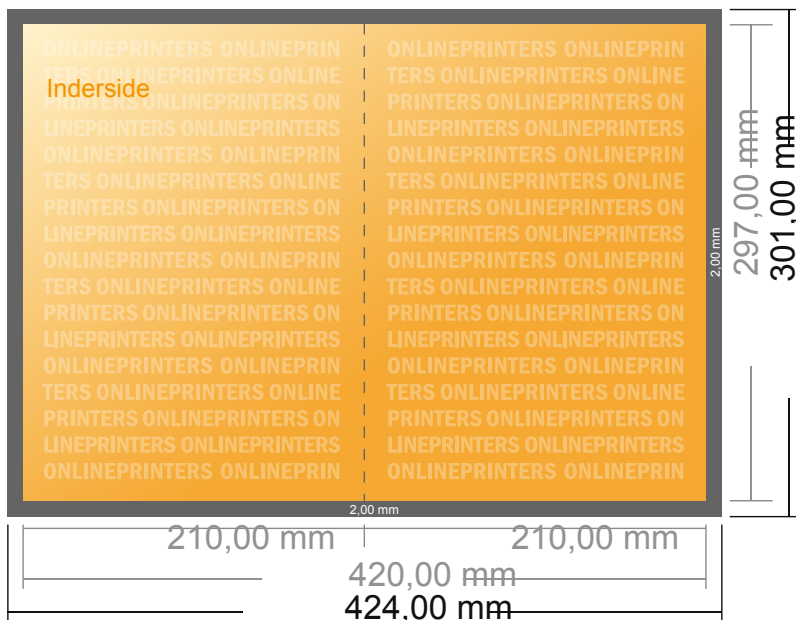 ONLINEPRINTERS ONLINEPRIN
TERS ONLINEPRINTERS ONLINE
Inderside
PRINTERS ONLINEPRINTERS ON
LINEPRINTERS ONLINEPRINTERS
ONLINEPRINTERS ONLINEPRIN
TERS ONLINEPRINTERS ONLINE
PRINTERS ONLINEPRINTERS ON
LINEPRINTERS ONLINEPRINTERS
ONLINEPRINTERS ONLINEPRIN
TERS ONLINEPRINTERS ONLINE
PRINTERS ONLINEPRINTERS ON
LINEPRINTERS ONLINEPRINTERS
ONLINEPRINTERS ONLINEPRIN
TERS ONLINEPRINTERS ONLINE
PRINTERS ONLINEPRINTERS ON
LINEPRINTERS ONLINEPRINTERS
ONLINEPRINTERS ONLINEPRIN
ONLINEPRINTERS ONLINEPRIN
TERS ONLINEPRINTERS ONLINE
PRINTERS ONLINEPRINTERS ON
LINEPRINTERS ONLINEPRINTERS
ONLINEPRINTERS ONLINEPRIN
TERS ONLINEPRINTERS ONLINE
PRINTERS ONLINEPRINTERS ON
LINEPRINTERS ONLINEPRINTERS
ONLINEPRINTERS ONLINEPRIN
TERS ONLINEPRINTERS ONLINE
PRINTERS ONLINEPRINTERS ON
LINEPRINTERS ONLINEPRINTERS
ONLINEPRINTERS ONLINEPRIN
TERS ONLINEPRINTERS ONLINE
PRINTERS ONLINEPRINTERS ON
LINEPRINTERS ONLINEPRINTERS
ONLINEPRINTERS ONLINEPRIN
2,00 mm
297,00 mm
301,00 mm
2,00 mm
210,00 mm
210,00 mm
420,00 mm
424,00 mm